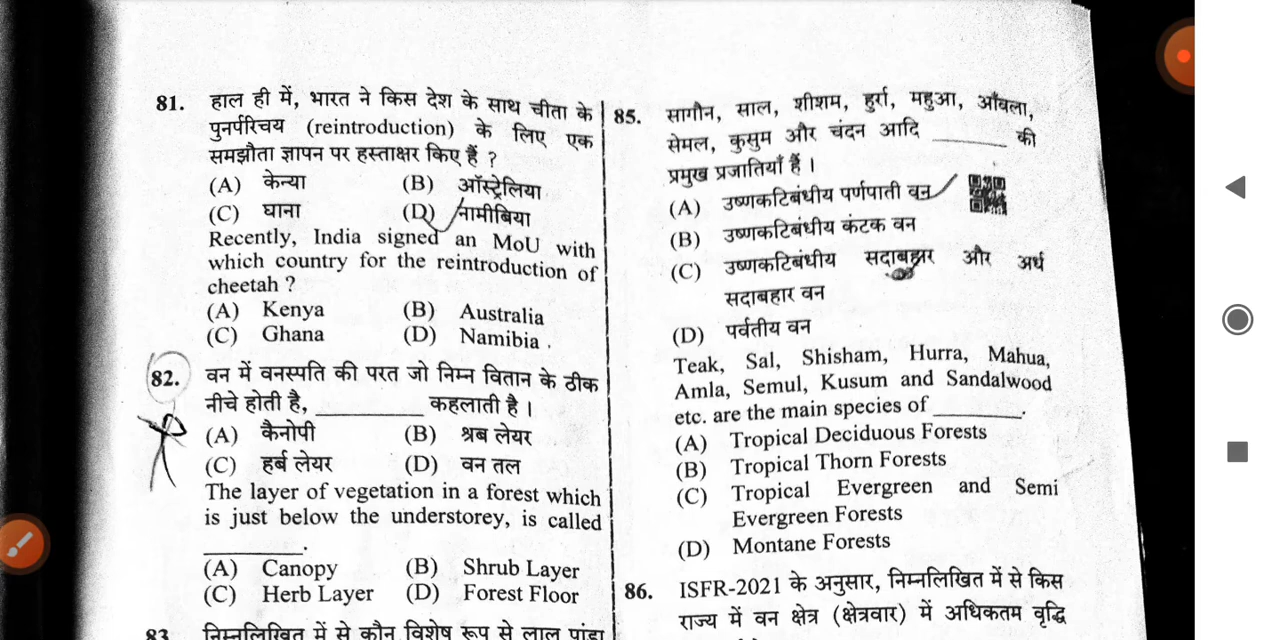 81. हाल ही में, भारत ने किस देश के साथ चीता के
पुनर्परिचय (reintroduction) के लिए एक
समझौता ज्ञापन पर हस्ताक्षर किए हैं ?
(A) केन्या (B) ऑस्ट्रेलिया
(C) घाना (D) नामीबिया
Recently, India signed an MoU with
which country for the reintroduction of
cheetah ?
(A) Kenya (B) Australia
(C) Ghana (D) Namibia .
82. वन में वनस्पति की परत जो निम्न वितान के ठीक
नीचे होती है, __________ कहलाती है ।
(A) कैनोपी (B) श्रब लेयर
(C) हर्ब लेयर (D) वन तल
The layer of vegetation in a forest which
is just below the understorey, is called
__________.
(A) Canopy (B) Shrub Layer
(C) Herb Layer (D) Forest Floor
83 निम्नलिखित में से कौन विशेष रूप से लाल पांडा
85. सागौन, साल, शीशम, हुर्रा, महुआ, आँवला,
सेमल, कुसुम और चंदन आदि ________ की
प्रमुख प्रजातियाँ हैं ।
(A) उष्णकटिबंधीय पर्णपाती वन
(B) उष्णकटिबंधीय कंटक वन
(C) उष्णकटिबंधीय सदाबहार और अर्ध
सदाबहार वन
(D) पर्वतीय वन
Teak, Sal, Shisham, Hurra, Mahua,
Amla, Semul, Kusum and Sandalwood
etc. are the main species of ________.
(A) Tropical Deciduous Forests
(B) Tropical Thorn Forests
(C) Tropical Evergreen and Semi
Evergreen Forests
(D) Montane Forests
86. ISFR-2021 के अनुसार, निम्नलिखित में से किस
राज्य में वन क्षेत्र (क्षेत्रवार) में अधिकतम वृद्धि